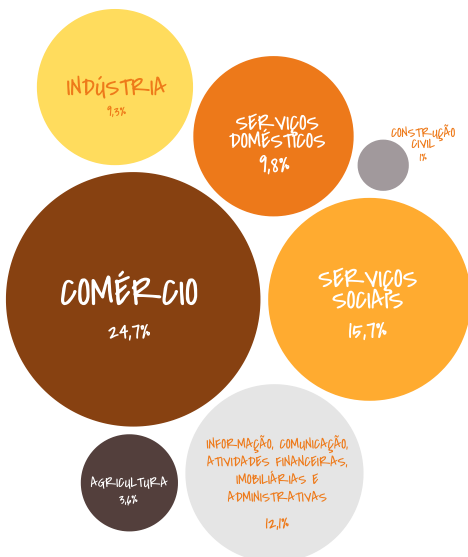 INDÚSTRIA
9,3%
SERVIÇOS
DOMÉSTICOS
9,8%
CONSTRUÇÃO
CIVIL
1%
COMÉRCIO
24,7%
SERVIÇOS
SOCIAIS
15,7%
AGRICULTURA
3,6%
INFORMAÇÃO, COMUNICAÇÃO,
ATIVIDADES FINANCEIRAS,
IMOBILIÁRIAS E
ADMINISTRATIVAS
12,1%